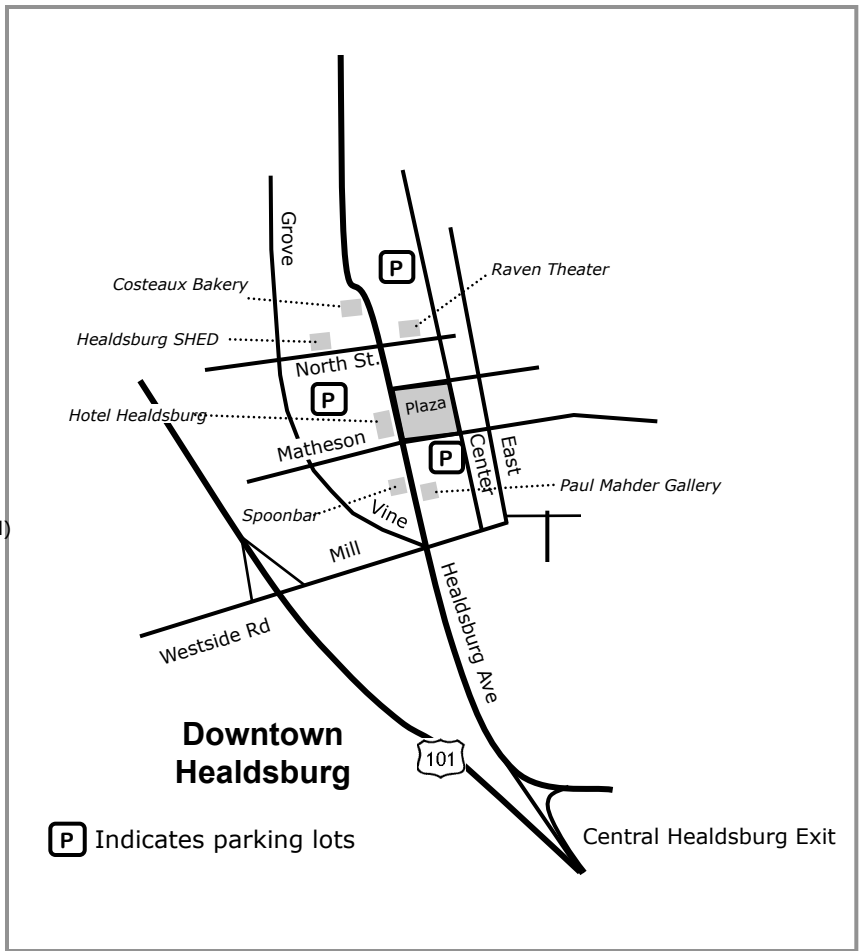 Grove
P
Raven Theater
Costeaux Bakery
Healdsburg SHED
North St.
P
Plaza
Hotel Healdsburg
Matheson
P
Center
East
Paul Mahder Gallery
Spoonbar
Vine
Mill
Healdsburg Ave
Westside Rd
Downtown
Healdsburg
101
P Indicates parking lots
Central Healdsburg Exit